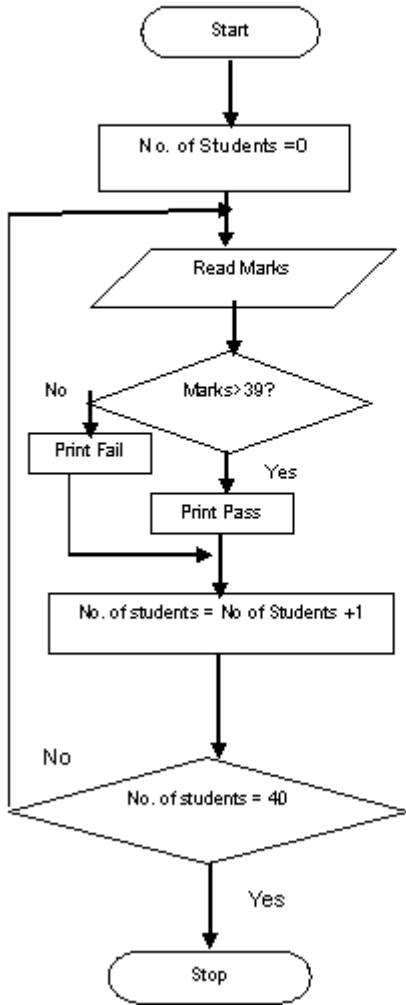 Start
No. of Students =0
Read Marks
Marks>39?
No
Print Fail
Yes
Print Pass
No. of students = No of Students +1
No
No. of students = 40
Yes
Stop